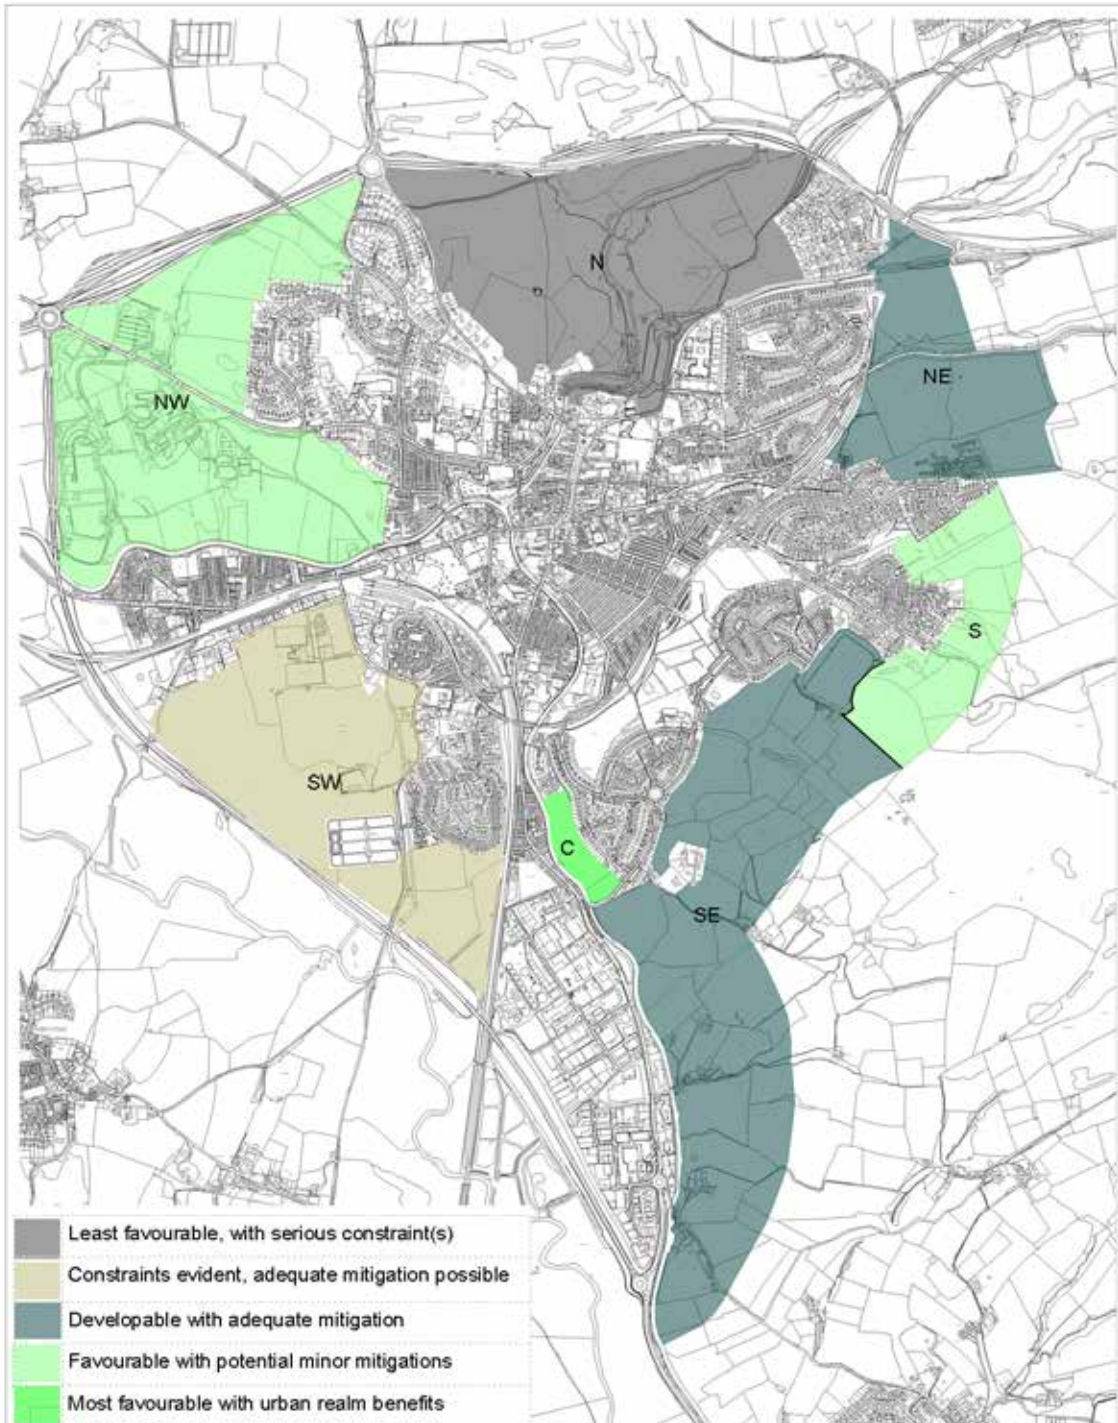 N
NE
NW
S
SW
C
SE
Least favourable, with serious constraint(s)
Constraints evident, adequate mitigation possible
Developable with adequate mitigation
Favourable with potential minor mitigations
Most favourable with urban realm benefits